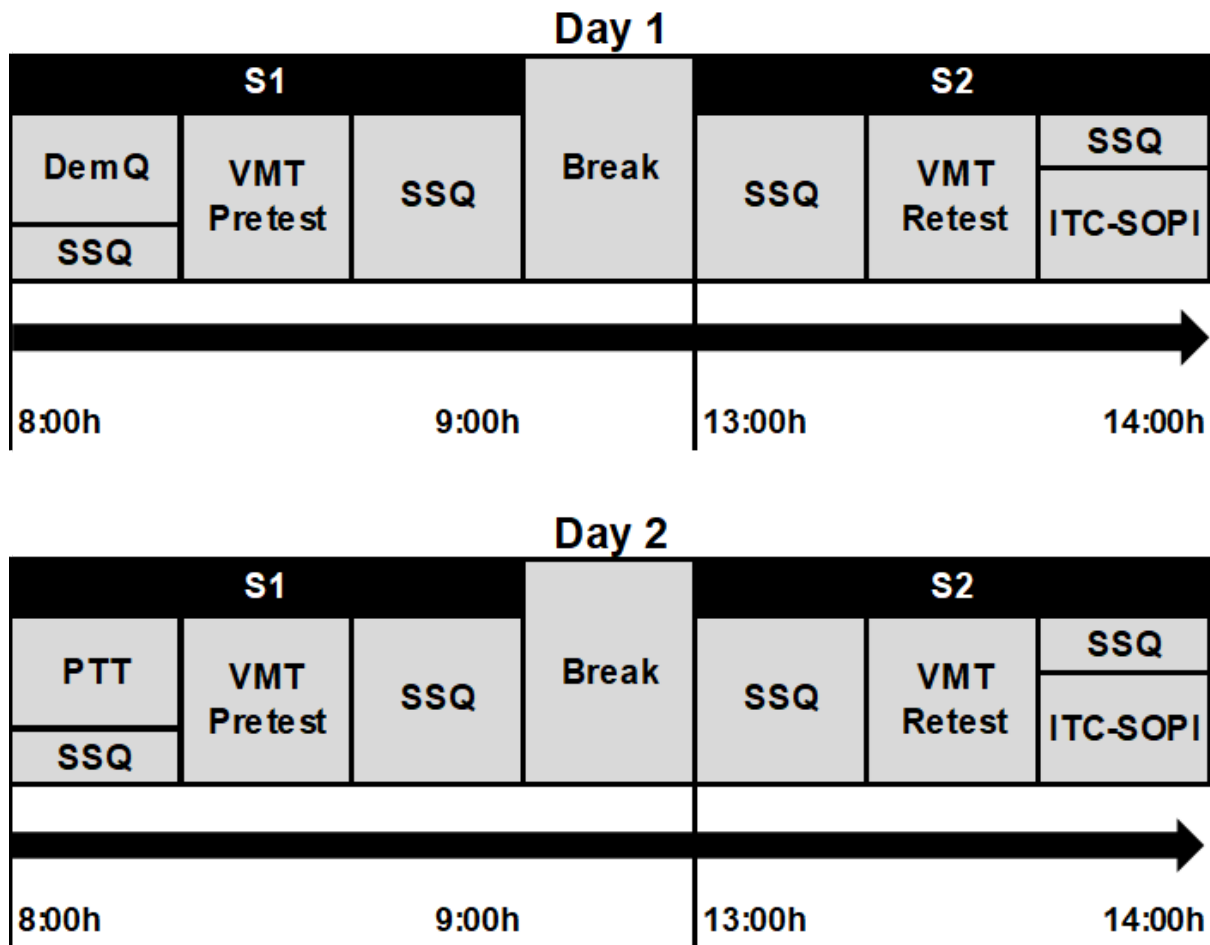 Day 1
S1
S2
DemQ
SSQ
VMT
Pretest
SSQ
Break
SSQ
VMT
Retest
SSQ
ITC-SOPI
8:00h
9:00h
13:00h
14:00h
Day 2
S1
S2
PTT
SSQ
VMT
Pretest
SSQ
Break
SSQ
VMT
Retest
SSQ
ITC-SOPI
8:00h
9:00h
13:00h
14:00h